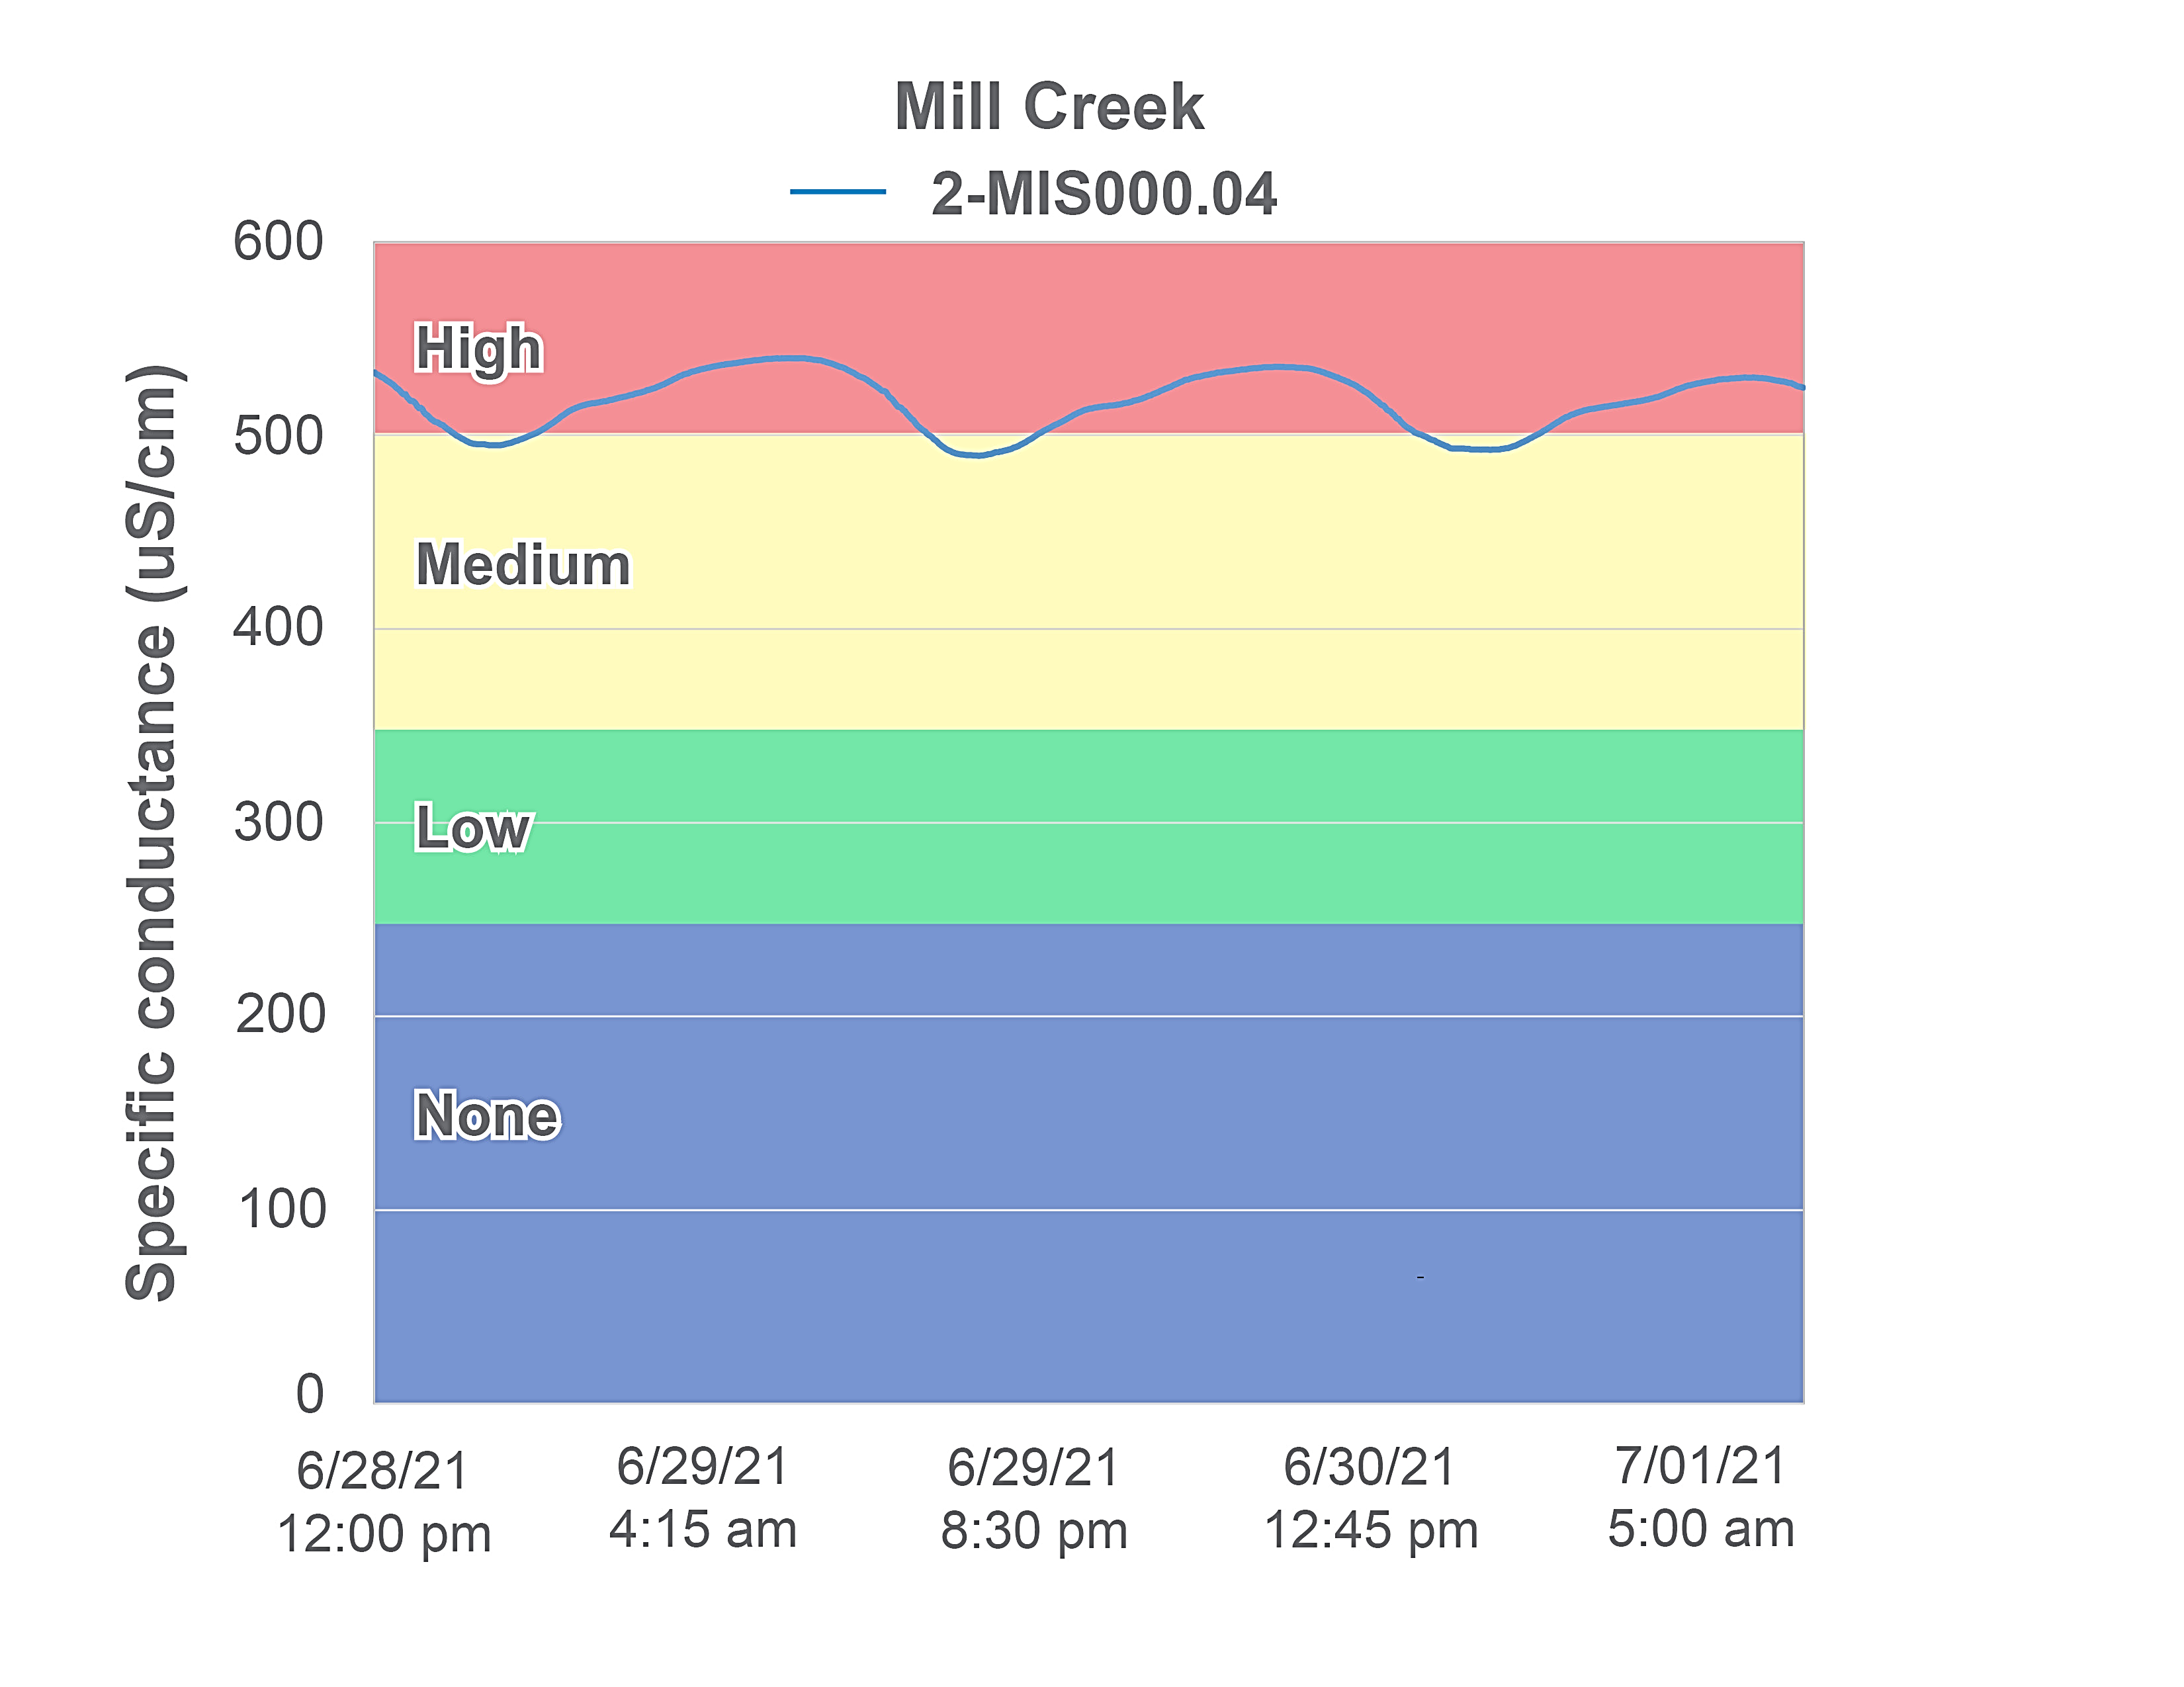 Mill Creek
2-MIS000.04
Specific conductance (uS/cm)
600
High
500
Medium
400
300
Low
200
None
100
0
6/28/21
12:00 pm
6/29/21
4:15 am
6/29/21
8:30 pm
6/30/21
12:45 pm
7/01/21
5:00 am